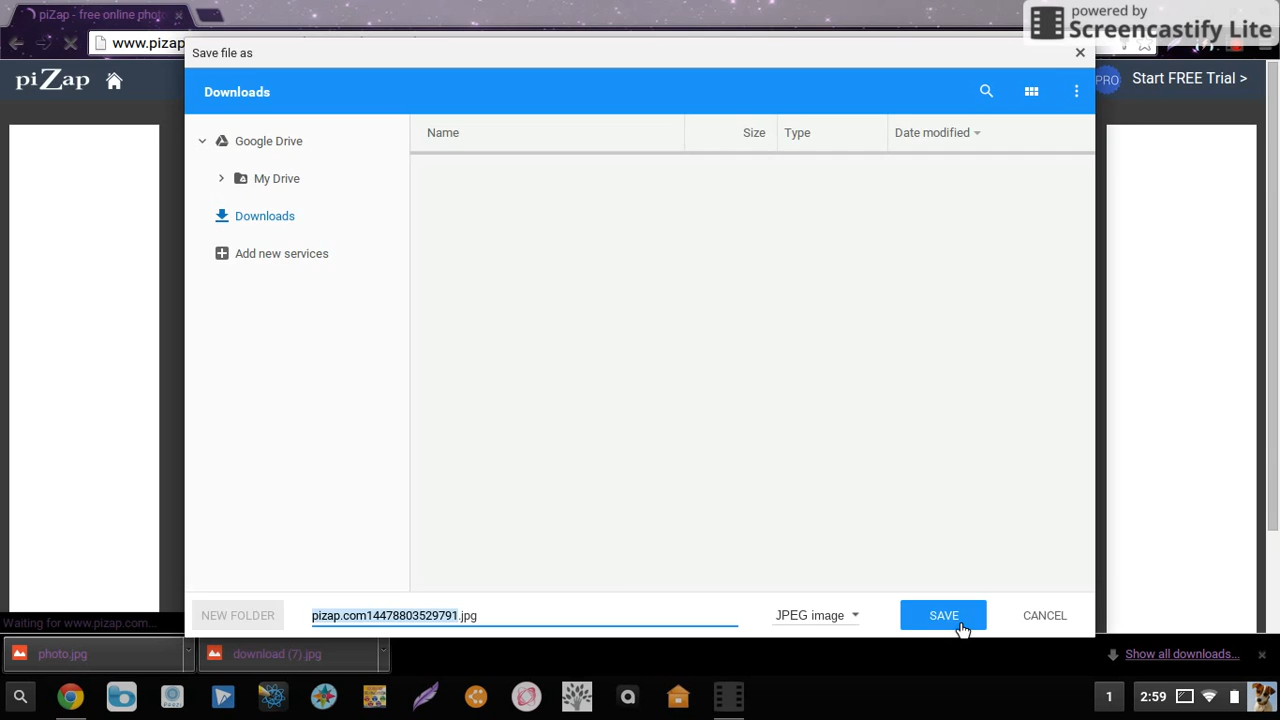 piZap - free online photo
powered by
Screencastify Lite
www.pizap
Save file as
piZap
PRO
Start FREE Trial >
Downloads
Name
Size
Type
Date modified
Google Drive
My Drive
Downloads
Add new services
NEW FOLDER
pizap.com14478803529791.jpg
JPEG image
SAVE
CANCEL
Waiting for www.pizap.com...
photo.jpg
download (7).jpg
Show all downloads...
1
2:59